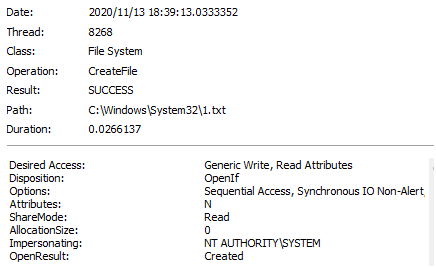 Date: 2020/11/13 18:39:13.0333352
Thread: 8268
Class: File System
Operation: CreateFile
Result: SUCCESS
Path: C:\Windows\System32\1.txt
Duration: 0.0266137
Desired Access: Generic Write, Read Attributes
Disposition: OpenIf
Options: Sequential Access, Synchronous IO Non-Alert,
Attributes: N
ShareMode: Read
AllocationSize: 0
Impersonating: NT AUTHORITY\SYSTEM
OpenResult: Created